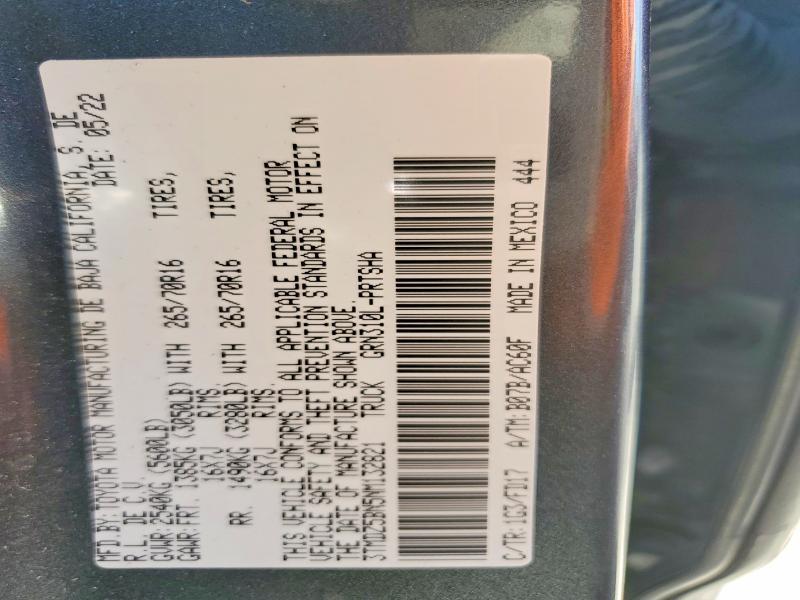 MFD.BY: TOYOTA MOTOR MANUFACTURING DE BAJA CALIFORNIA, S. DE
R.L. DE C.V. DATE: 05/22
GVWR: 2540KG (5600LB)
GAWR: FRT. 1385KG (3050LB) WITH 265/70R16 TIRES,
16X7J RIMS.
RR. 1490KG (3280LB) WITH 265/70R16 TIRES,
16X7J RIMS.
THIS VEHICLE CONFORMS TO ALL APPLICABLE FEDERAL MOTOR
VEHICLE SAFETY AND THEFT PREVENTION STANDARDS IN EFFECT ON
THE DATE OF MANUFACTURE SHOWN ABOVE.
3TMDZ5BN5NM132621 TRUCK GRN310L-PRTSHA
C/TR: 1G3/FD17 A/TM: B07B/AC60F MADE IN MEXICO 444